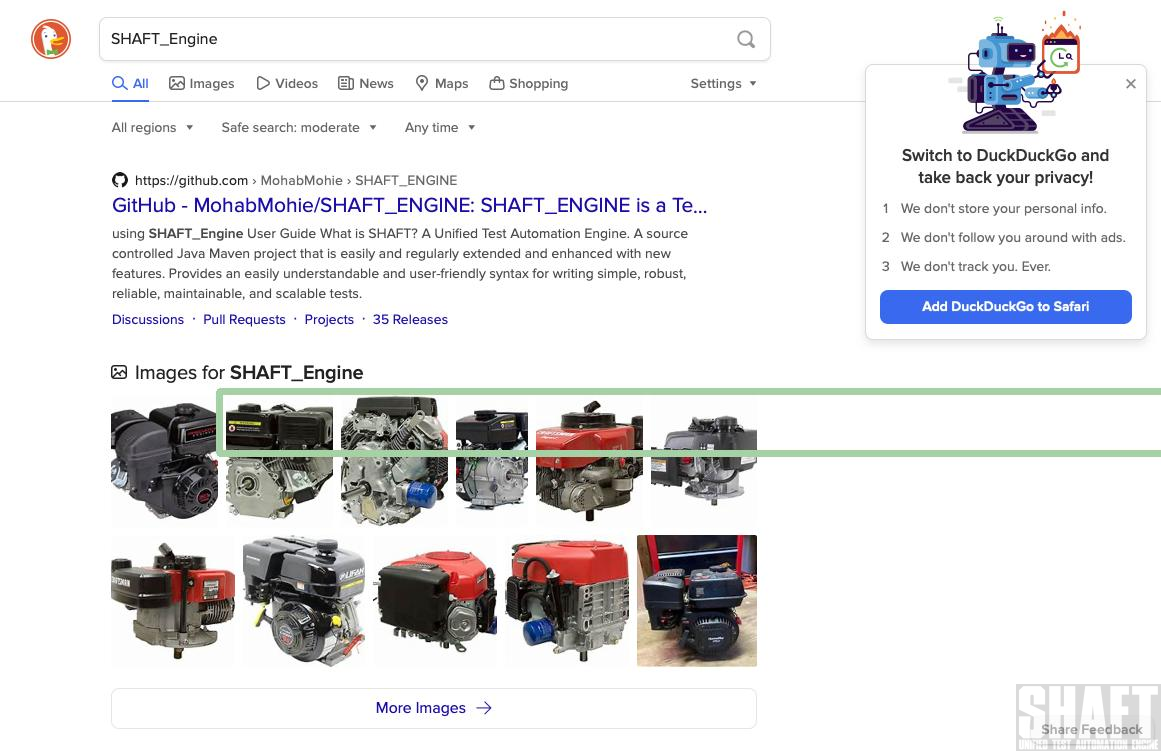 SHAFT_Engine
All
Images
Videos
News
Maps
Shopping
Settings
All regions
Safe search: moderate
Any time
https://github.com › MohabMohie › SHAFT_ENGINE
GitHub - MohabMohie/SHAFT_ENGINE: SHAFT_ENGINE is a Te...
using SHAFT_Engine User Guide What is SHAFT? A Unified Test Automation Engine. A source
controlled Java Maven project that is easily and regularly extended and enhanced with new
features. Provides an easily understandable and user-friendly syntax for writing simple, robust,
reliable, maintainable, and scalable tests.
Discussions · Pull Requests · Projects · 35 Releases
Switch to DuckDuckGo and
take back your privacy!
1 We don't store your personal info.
2 We don't follow you around with ads.
3 We don't track you. Ever.
Add DuckDuckGo to Safari
Images for SHAFT_Engine
CRAFTSMAN
LIFAN
More Images
SHAFT
Share Feedback